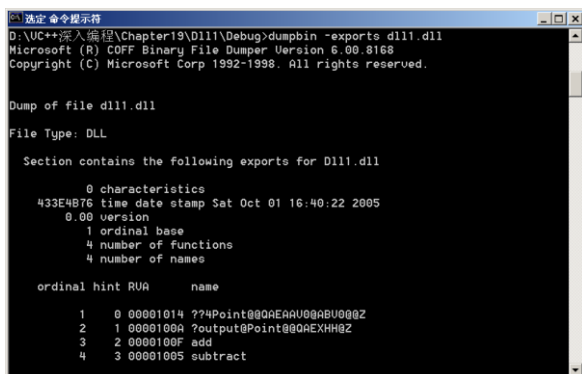 选定 命令提示符
D:\VC++深入编程\Chapter19\Dll1\Debug>dumpbin -exports dll1.dll
Microsoft (R) COFF Binary File Dumper Version 6.00.8168
Copyright (C) Microsoft Corp 1992-1998. All rights reserved.
Dump of file dll1.dll
File Type: DLL
Section contains the following exports for Dll1.dll
0 characteristics
433E4B76 time date stamp Sat Oct 01 16:40:22 2005
0.00 version
1 ordinal base
4 number of functions
4 number of names
ordinal hint RVA name
1 0 00001014 ??4Point@@QAEAAV0@ABV0@@Z
2 1 0000100A ?output@Point@@QAEXHH@Z
3 2 0000100F add
4 3 00001005 subtract